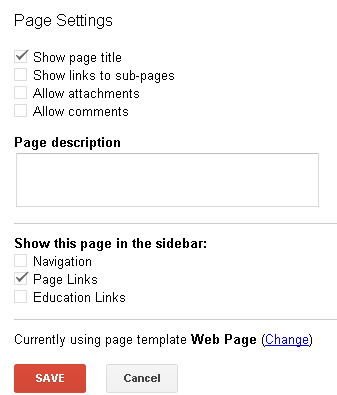 Page Settings
Show page title
Show links to sub-pages
Allow attachments
Allow comments
Page description
Show this page in the sidebar:
Navigation
Page Links
Education Links
Currently using page template Web Page (Change)
SAVE Cancel